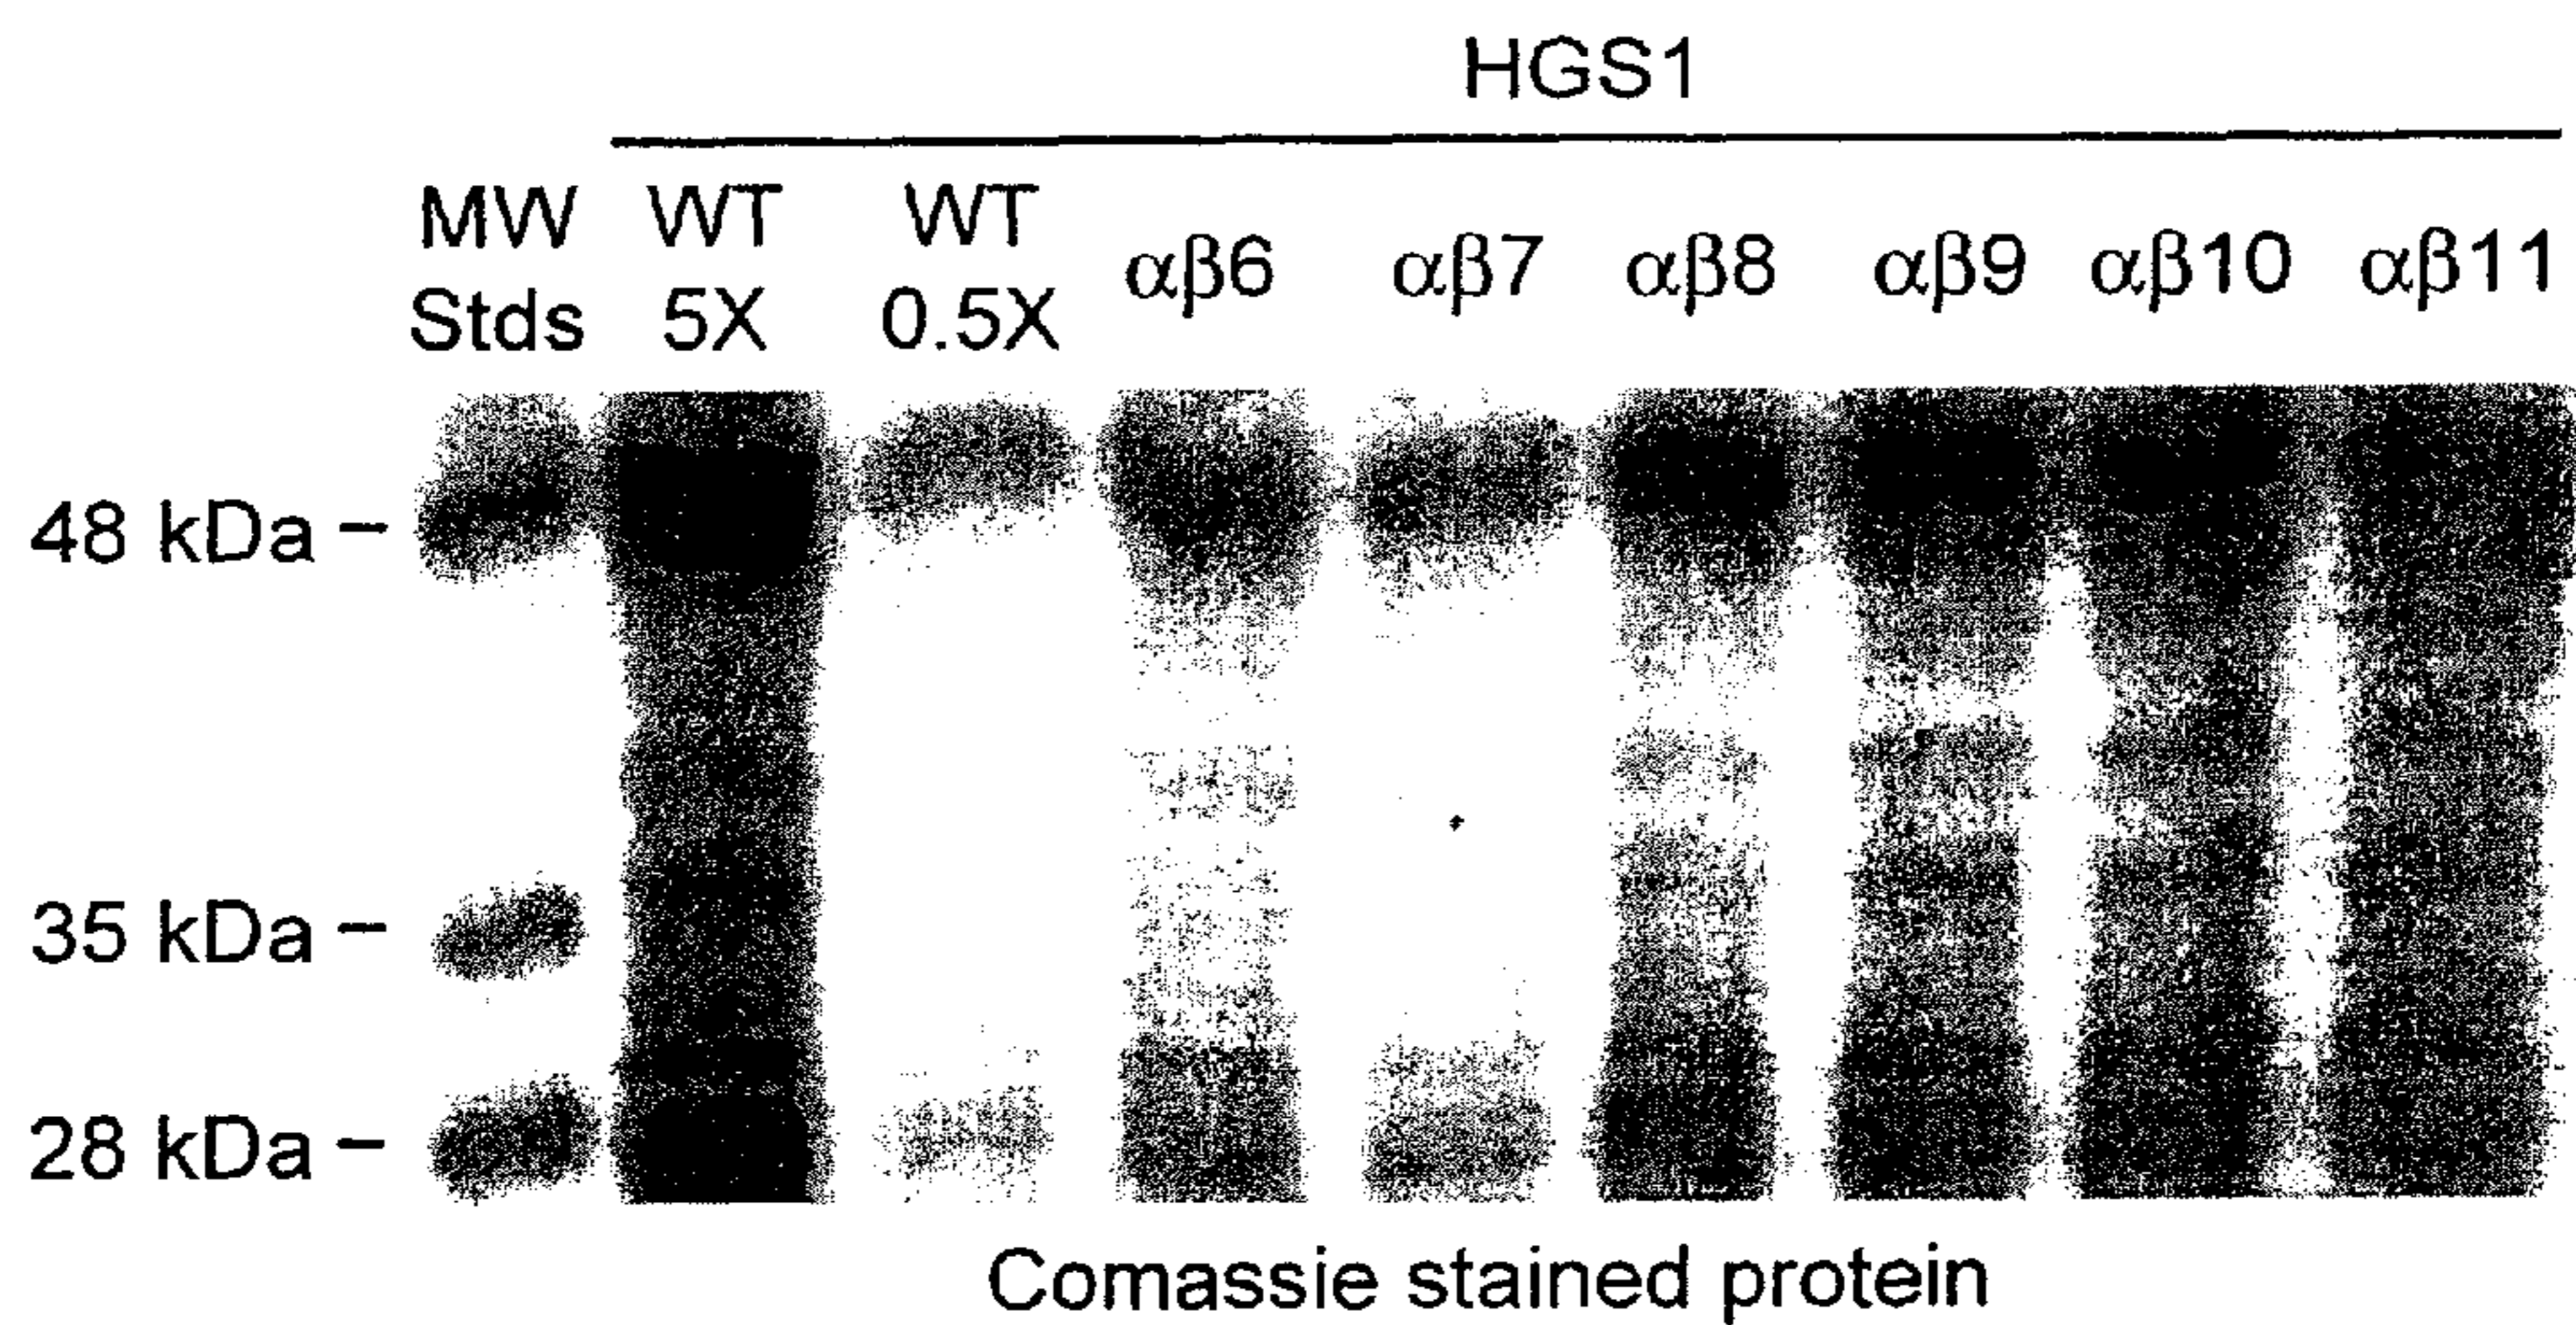 HGS1
MW WT WT αβ6 αβ7 αβ8 αβ9 αβ10 αβ11
Stds 5X 0.5X
48 kDa –
35 kDa –
28 kDa –
Comassie stained protein